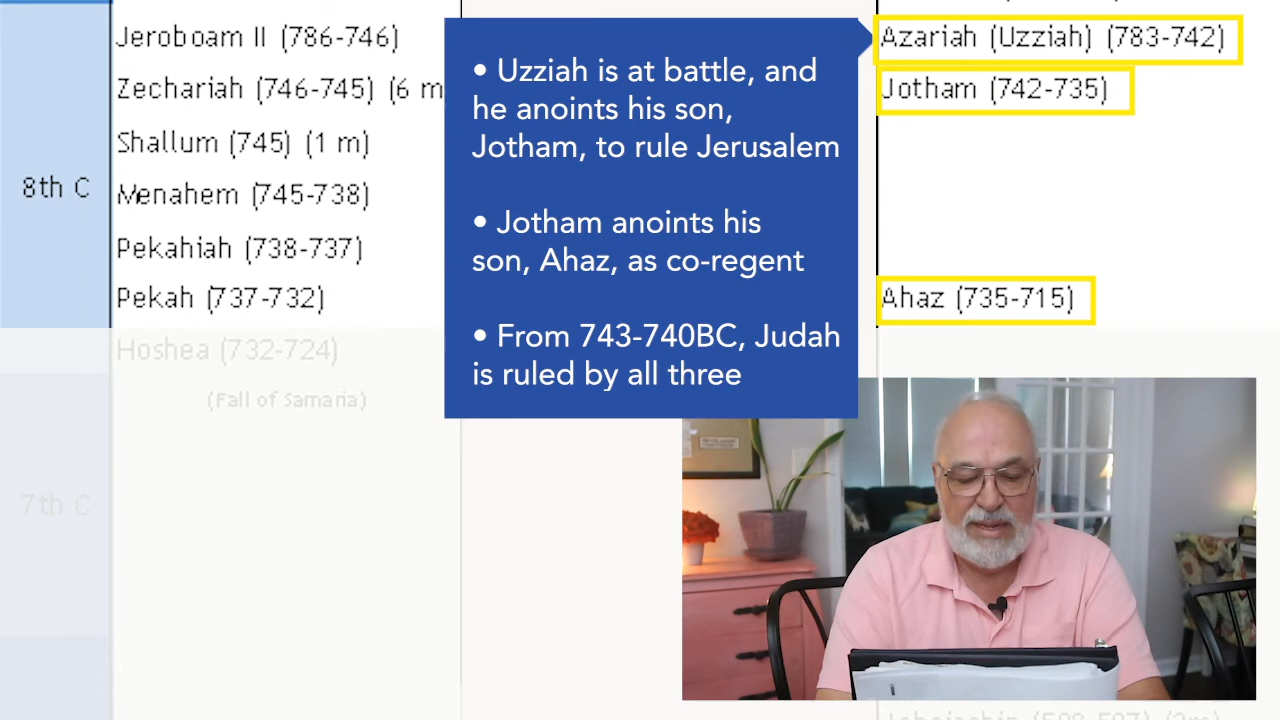 Jeroboam II (786-746)
Zechariah (746-745) (6 m
Shallum (745) (1 m)
8th C
Menahem (745-738)
Pekahiah (738-737)
Pekah (737-732)
Hoshea (732-724)
(Fall of Samaria)
7th C
• Uzziah is at battle, and
he anoints his son,
Jotham, to rule Jerusalem
• Jotham anoints his
son, Ahaz, as co-regent
• From 743-740BC, Judah
is ruled by all three
Azariah (Uzziah) (783-742)
Jotham (742-735)
Ahaz (735-715)